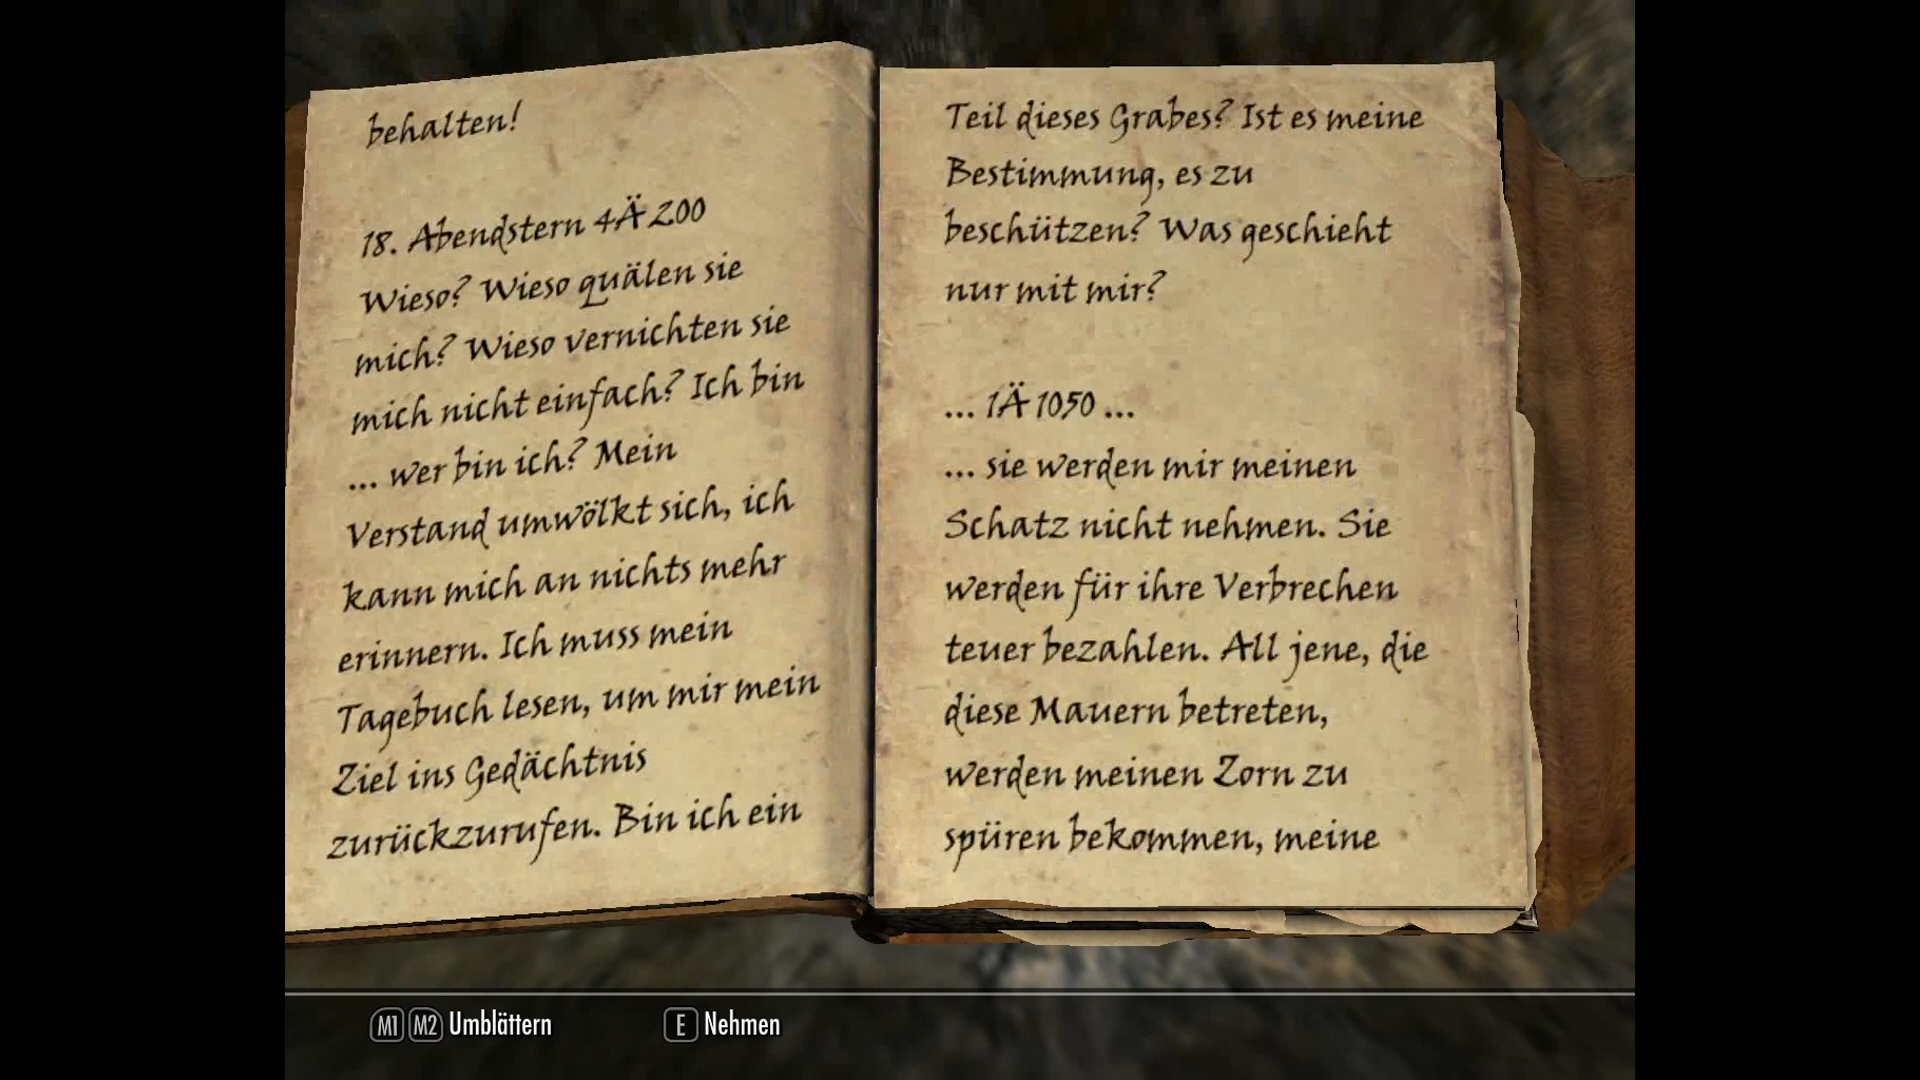 behalten!
18. Abendstern 4Ä 200
Wieso? Wieso quälen sie
mich? Wieso vernichten sie
mich nicht einfach? Ich bin
... wer bin ich? Mein
Verstand umwölkt sich, ich
kann mich an nichts mehr
erinnern. Ich muss mein
Tagebuch lesen, um mir mein
Ziel ins Gedächtnis
zurückzurufen. Bin ich ein
Teil dieses Grabes? Ist es meine
Bestimmung, es zu
beschützen? Was geschieht
nur mit mir?
... 1Ä 1050 ...
... sie werden mir meinen
Schatz nicht nehmen. Sie
werden für ihre Verbrechen
teuer bezahlen. All jene, die
diese Mauern betreten,
werden meinen Zorn zu
spüren bekommen, meine
M1 M2 Umblättern
E Nehmen